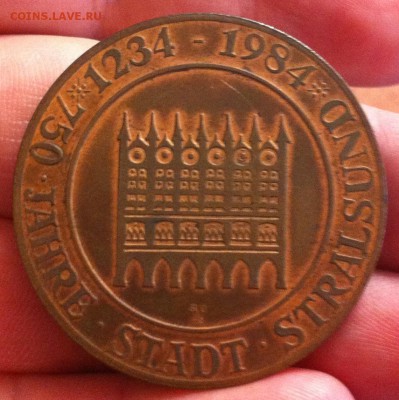 COINS.LAVE.RU
*1234 - 1984*
750 · JAHRE · STADT · STRALSUND